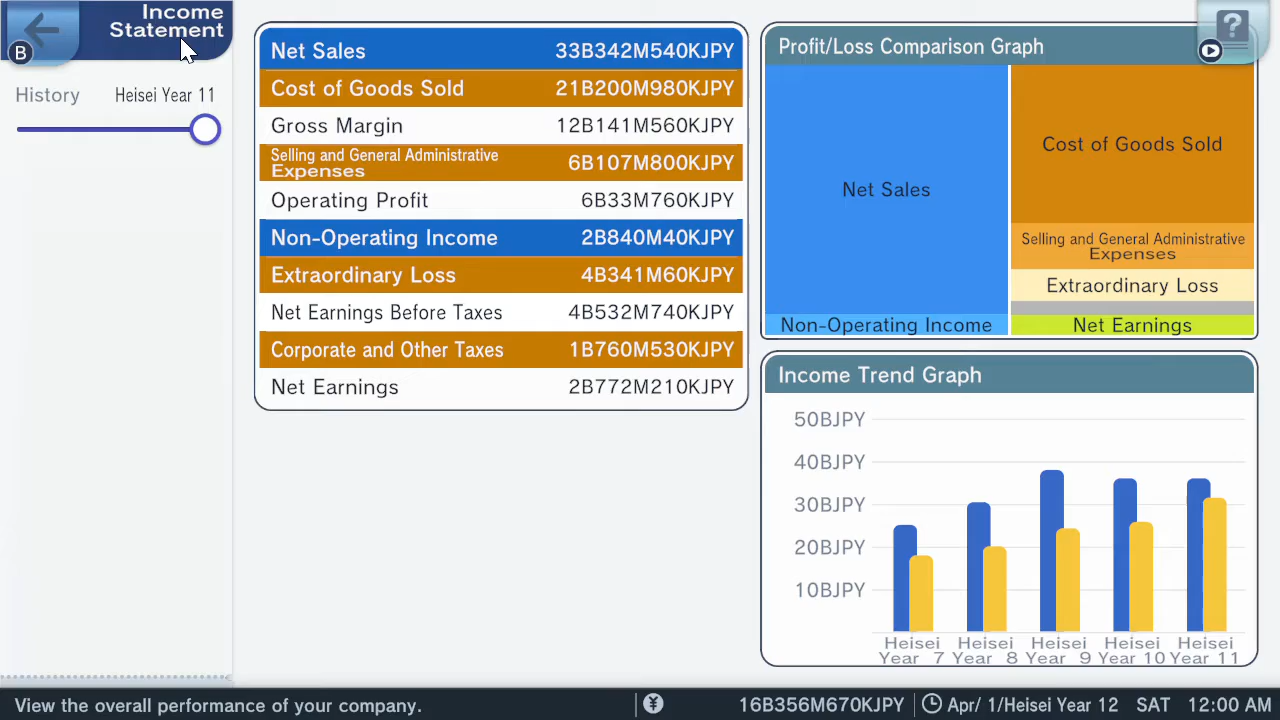 Income
Statement
B
History Heisei Year 11
Net Sales 33B342M540KJPY
Cost of Goods Sold 21B200M980KJPY
Gross Margin 12B141M560KJPY
Selling and General Administrative
Expenses 6B107M800KJPY
Operating Profit 6B33M760KJPY
Non-Operating Income 2B840M40KJPY
Extraordinary Loss 4B341M60KJPY
Net Earnings Before Taxes 4B532M740KJPY
Corporate and Other Taxes 1B760M530KJPY
Net Earnings 2B772M210KJPY
Profit/Loss Comparison Graph
?
Net Sales
Non-Operating Income
Cost of Goods Sold
Selling and General Administrative
Expenses
Extraordinary Loss
Net Earnings
Income Trend Graph
50BJPY
40BJPY
30BJPY
20BJPY
10BJPY
Heisei Heisei Heisei Heisei Heisei
Year 7 Year 8 Year 9 Year 10 Year 11
View the overall performance of your company. ¥ 16B356M670KJPY Apr/ 1/Heisei Year 12 SAT 12:00 AM